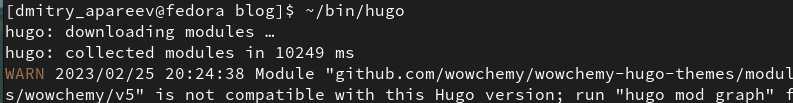 [dmitry_apareev@fedora blog]$ ~/bin/hugo
hugo: downloading modules …
hugo: collected modules in 10249 ms
WARN 2023/02/25 20:24:38 Module "github.com/wowchemy/wowchemy-hugo-themes/modul
s/wowchemy/v5" is not compatible with this Hugo version; run "hugo mod graph" f